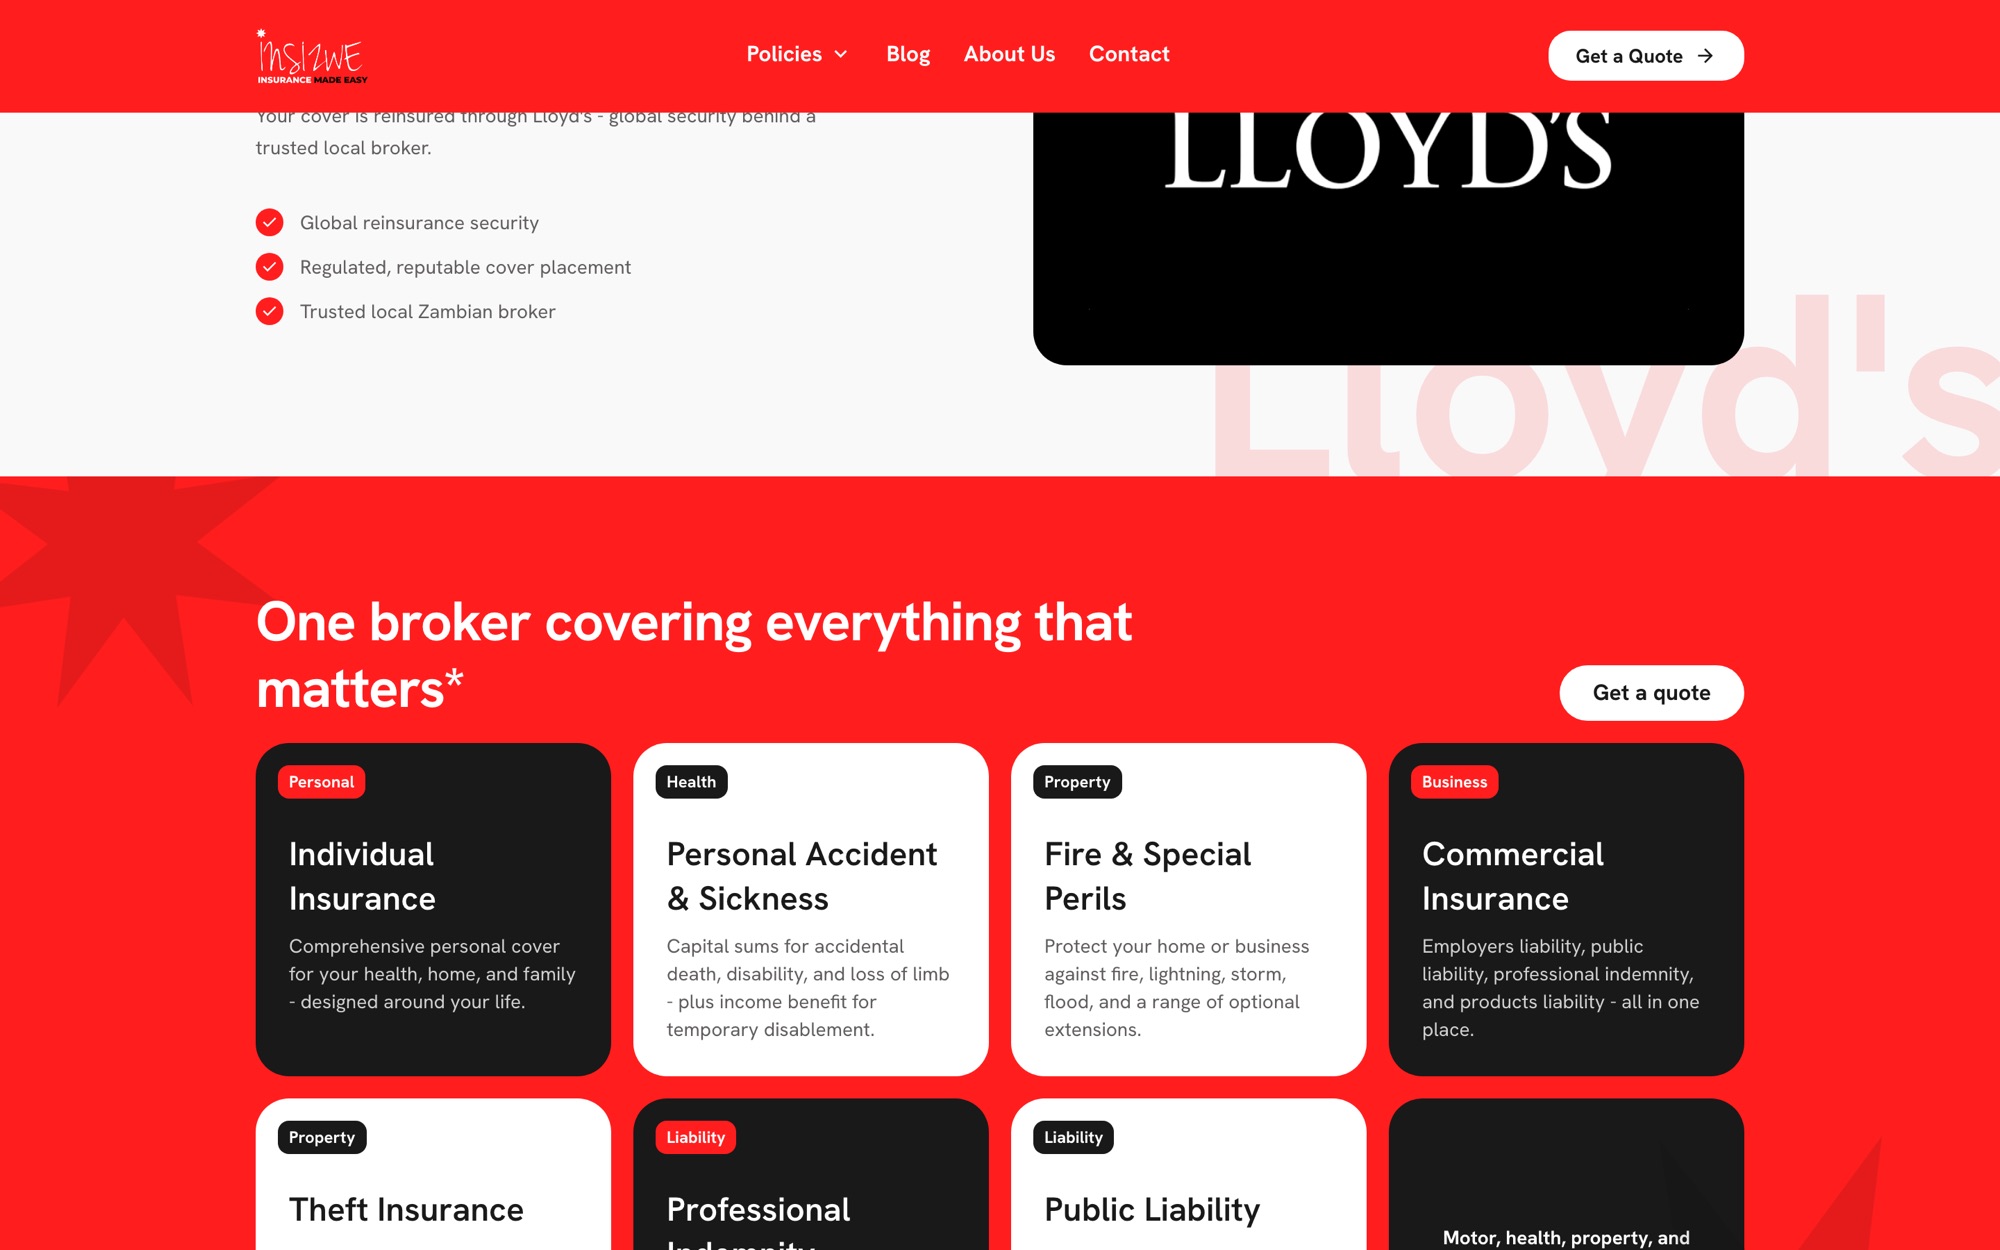 INSIZWE
INSURANCE MADE EASY
Policies
Blog
About Us
Contact
Get a Quote
Your cover is reinsured through Lloyd's - global security behind a
trusted local broker.
Global reinsurance security
Regulated, reputable cover placement
Trusted local Zambian broker
LLOYD'S
Lloyd's
One broker covering everything that
matters*
Get a quote
Personal
Individual
Insurance
Comprehensive personal cover
for your health, home, and family
- designed around your life.
Health
Personal Accident
& Sickness
Capital sums for accidental
death, disability, and loss of limb
- plus income benefit for
temporary disablement.
Property
Fire & Special
Perils
Protect your home or business
against fire, lightning, storm,
flood, and a range of optional
extensions.
Business
Commercial
Insurance
Employers liability, public
liability, professional indemnity,
and products liability - all in one
place.
Property
Theft Insurance
Liability
Professional
Indemnity
Liability
Public Liability
Motor, health, property, and